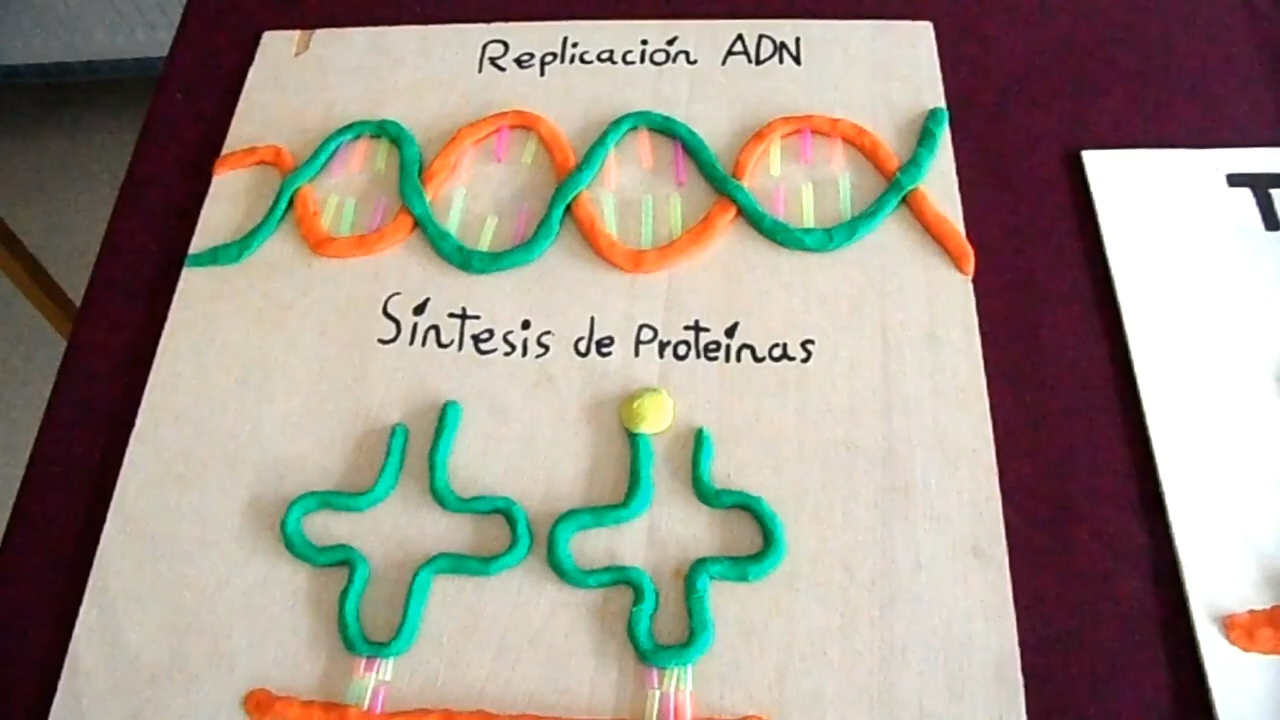 Replicación ADN
Síntesis de Proteínas
T